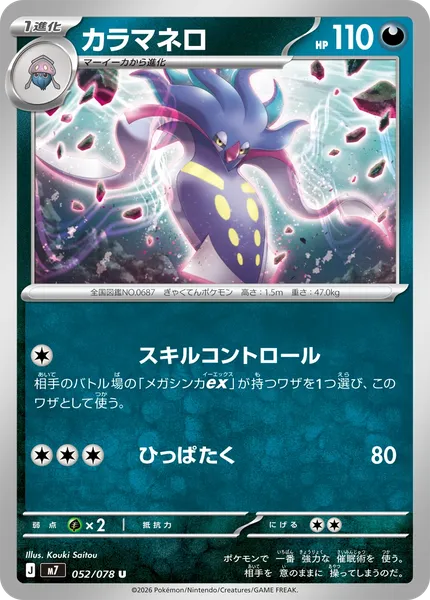 1進化
カラマネロ
HP 110
マーイーカから進化
全国図鑑NO.0687 ぎゃくてんポケモン 高さ:1.5m 重さ:47.0kg
スキルコントロール
相手のバトル場の「メガシンカex」が持つワザを1つ選び、この
ワザとして使う。
ひっぱたく 80
弱点 ×2 抵抗力 にげる
Illus. Kouki Saitou
J m7 052/078 U
ポケモンで 一番 強力な 催眠術を 使う。
相手を 意のままに 操ってしまうのだ。
©2026 Pokémon/Nintendo/Creatures/GAME FREAK.